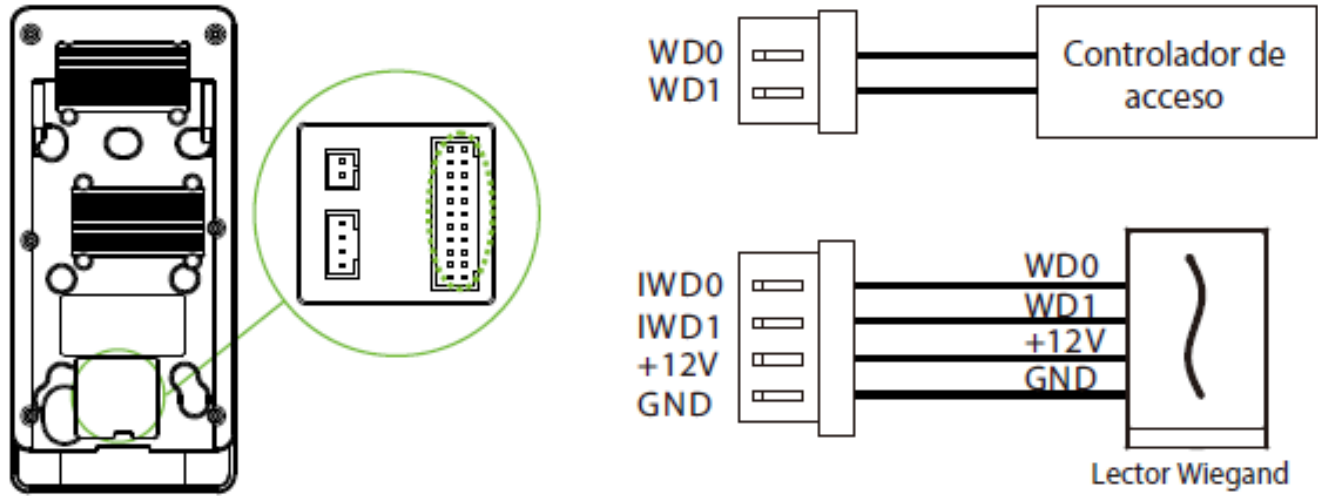 WD0
WD1
Controlador de
acceso
IWD0
IWD1
+12V
GND
WD0
WD1
+12V
GND
Lector Wiegand